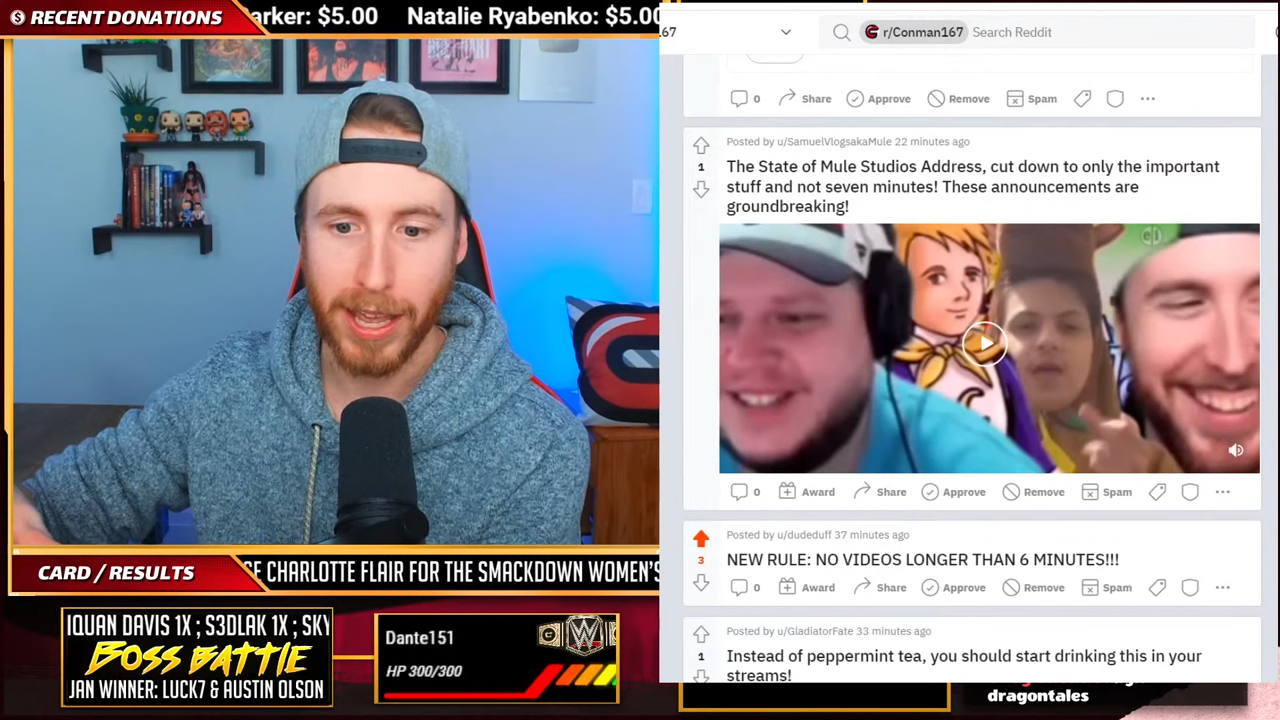 RECENT DONATIONS
arker: $5.00 Natalie Ryabenko: $5.00
67
r/Conman167 Search Reddit
0 Share Approve Remove Spam
Posted by u/SamuelVlogsakaMule 22 minutes ago
1
The State of Mule Studios Address, cut down to only the important
stuff and not seven minutes! These announcements are
groundbreaking!
0 Award Share Approve Remove Spam
Posted by u/dudeduff 37 minutes ago
3
NEW RULE: NO VIDEOS LONGER THAN 6 MINUTES!!!
0 Award Share Approve Remove Spam
Posted by u/GladiatorFate 33 minutes ago
1
Instead of peppermint tea, you should start drinking this in your
streams!
CARD / RESULTS
CE CHARLOTTE FLAIR FOR THE SMACKDOWN WOMEN'S
IQUAN DAVIS 1X ; S3DLAK 1X ; SKY
BOSS BATTLE
JAN WINNER: LUCK7 & AUSTIN OLSON
Dante151
HP 300/300
dragontales